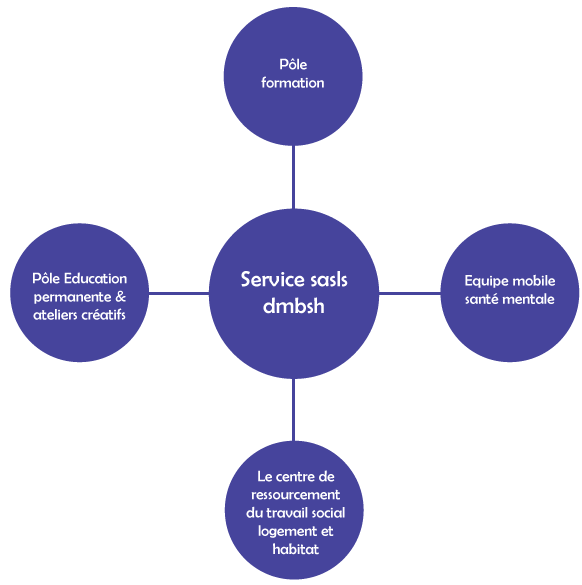 Pôle
formation
Pôle Education
permanente &
ateliers créatifs
Service sasls
dmbsh
Equipe mobile
santé mentale
Le centre de
ressourcement
du travail social
logement et
habitat